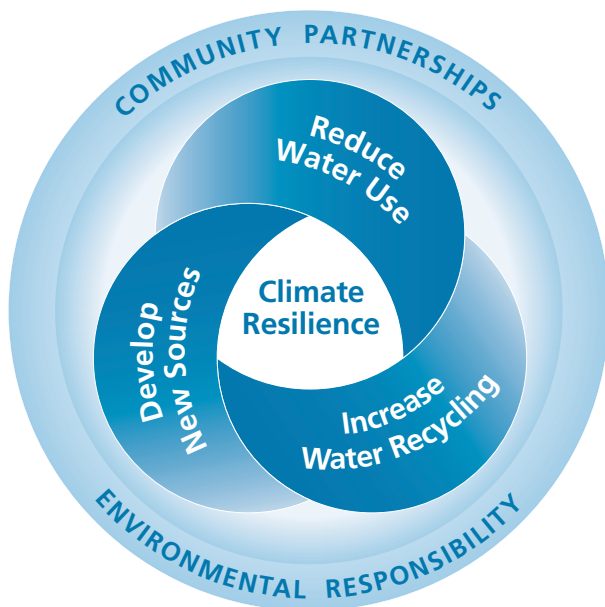 COMMUNITY PARTNERSHIPS
Reduce
Water Use
Climate
Resilience
Develop
New Sources
Increase
Water Recycling
ENVIRONMENTAL RESPONSIBILITY